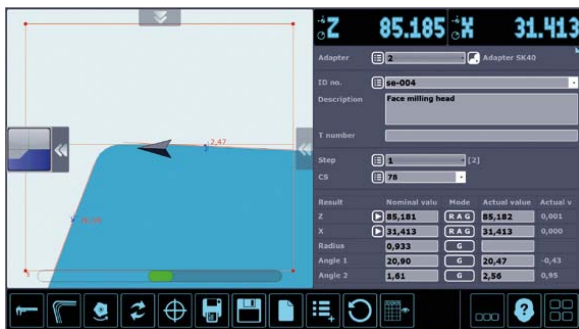 Z 85.185 X 31.413
Adapter 2 Adapter SK40
ID no. se-004
Description Face milling head
T number
Step 1 [2]
CS 78
Result Nominal valu Mode Actual value Actual v
Z 85,181 R A G 85,182 0,001
X 31,413 R A G 31,413 0,000
Radius 0,933 G
Angle 1 20,90 G 20,47 -0,43
Angle 2 1,61 G 2,56 0,95
2,47